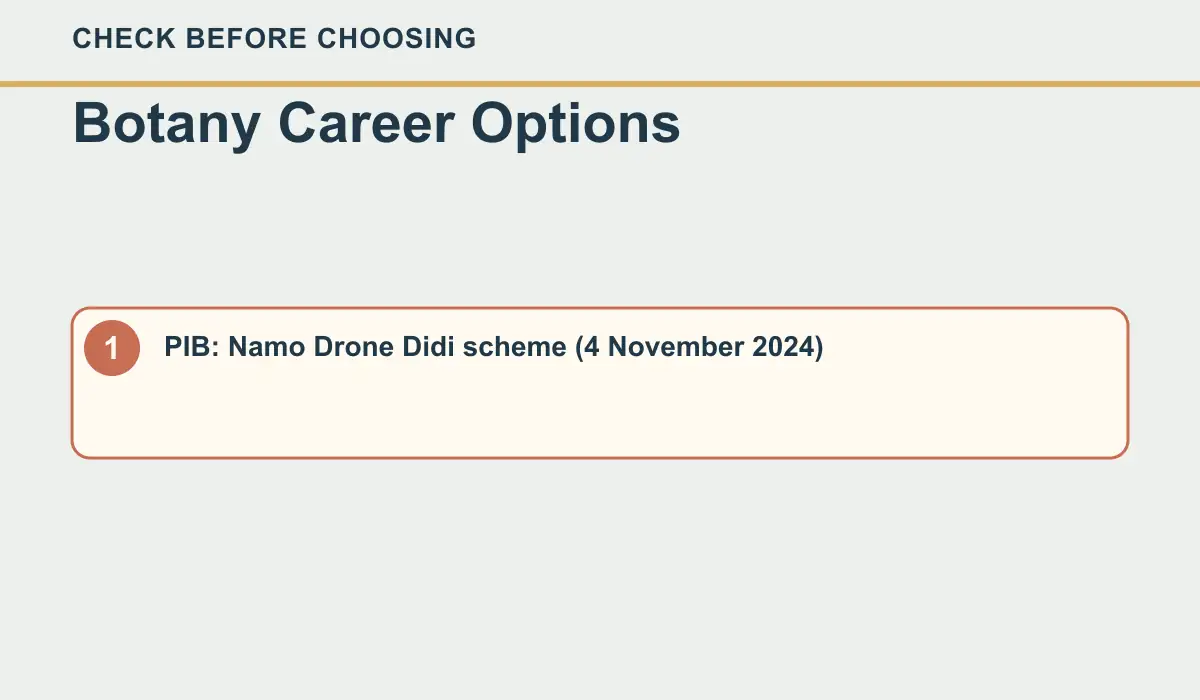 CHECK BEFORE CHOOSING
Botany Career Options
1 PIB: Namo Drone Didi scheme (4 November 2024)